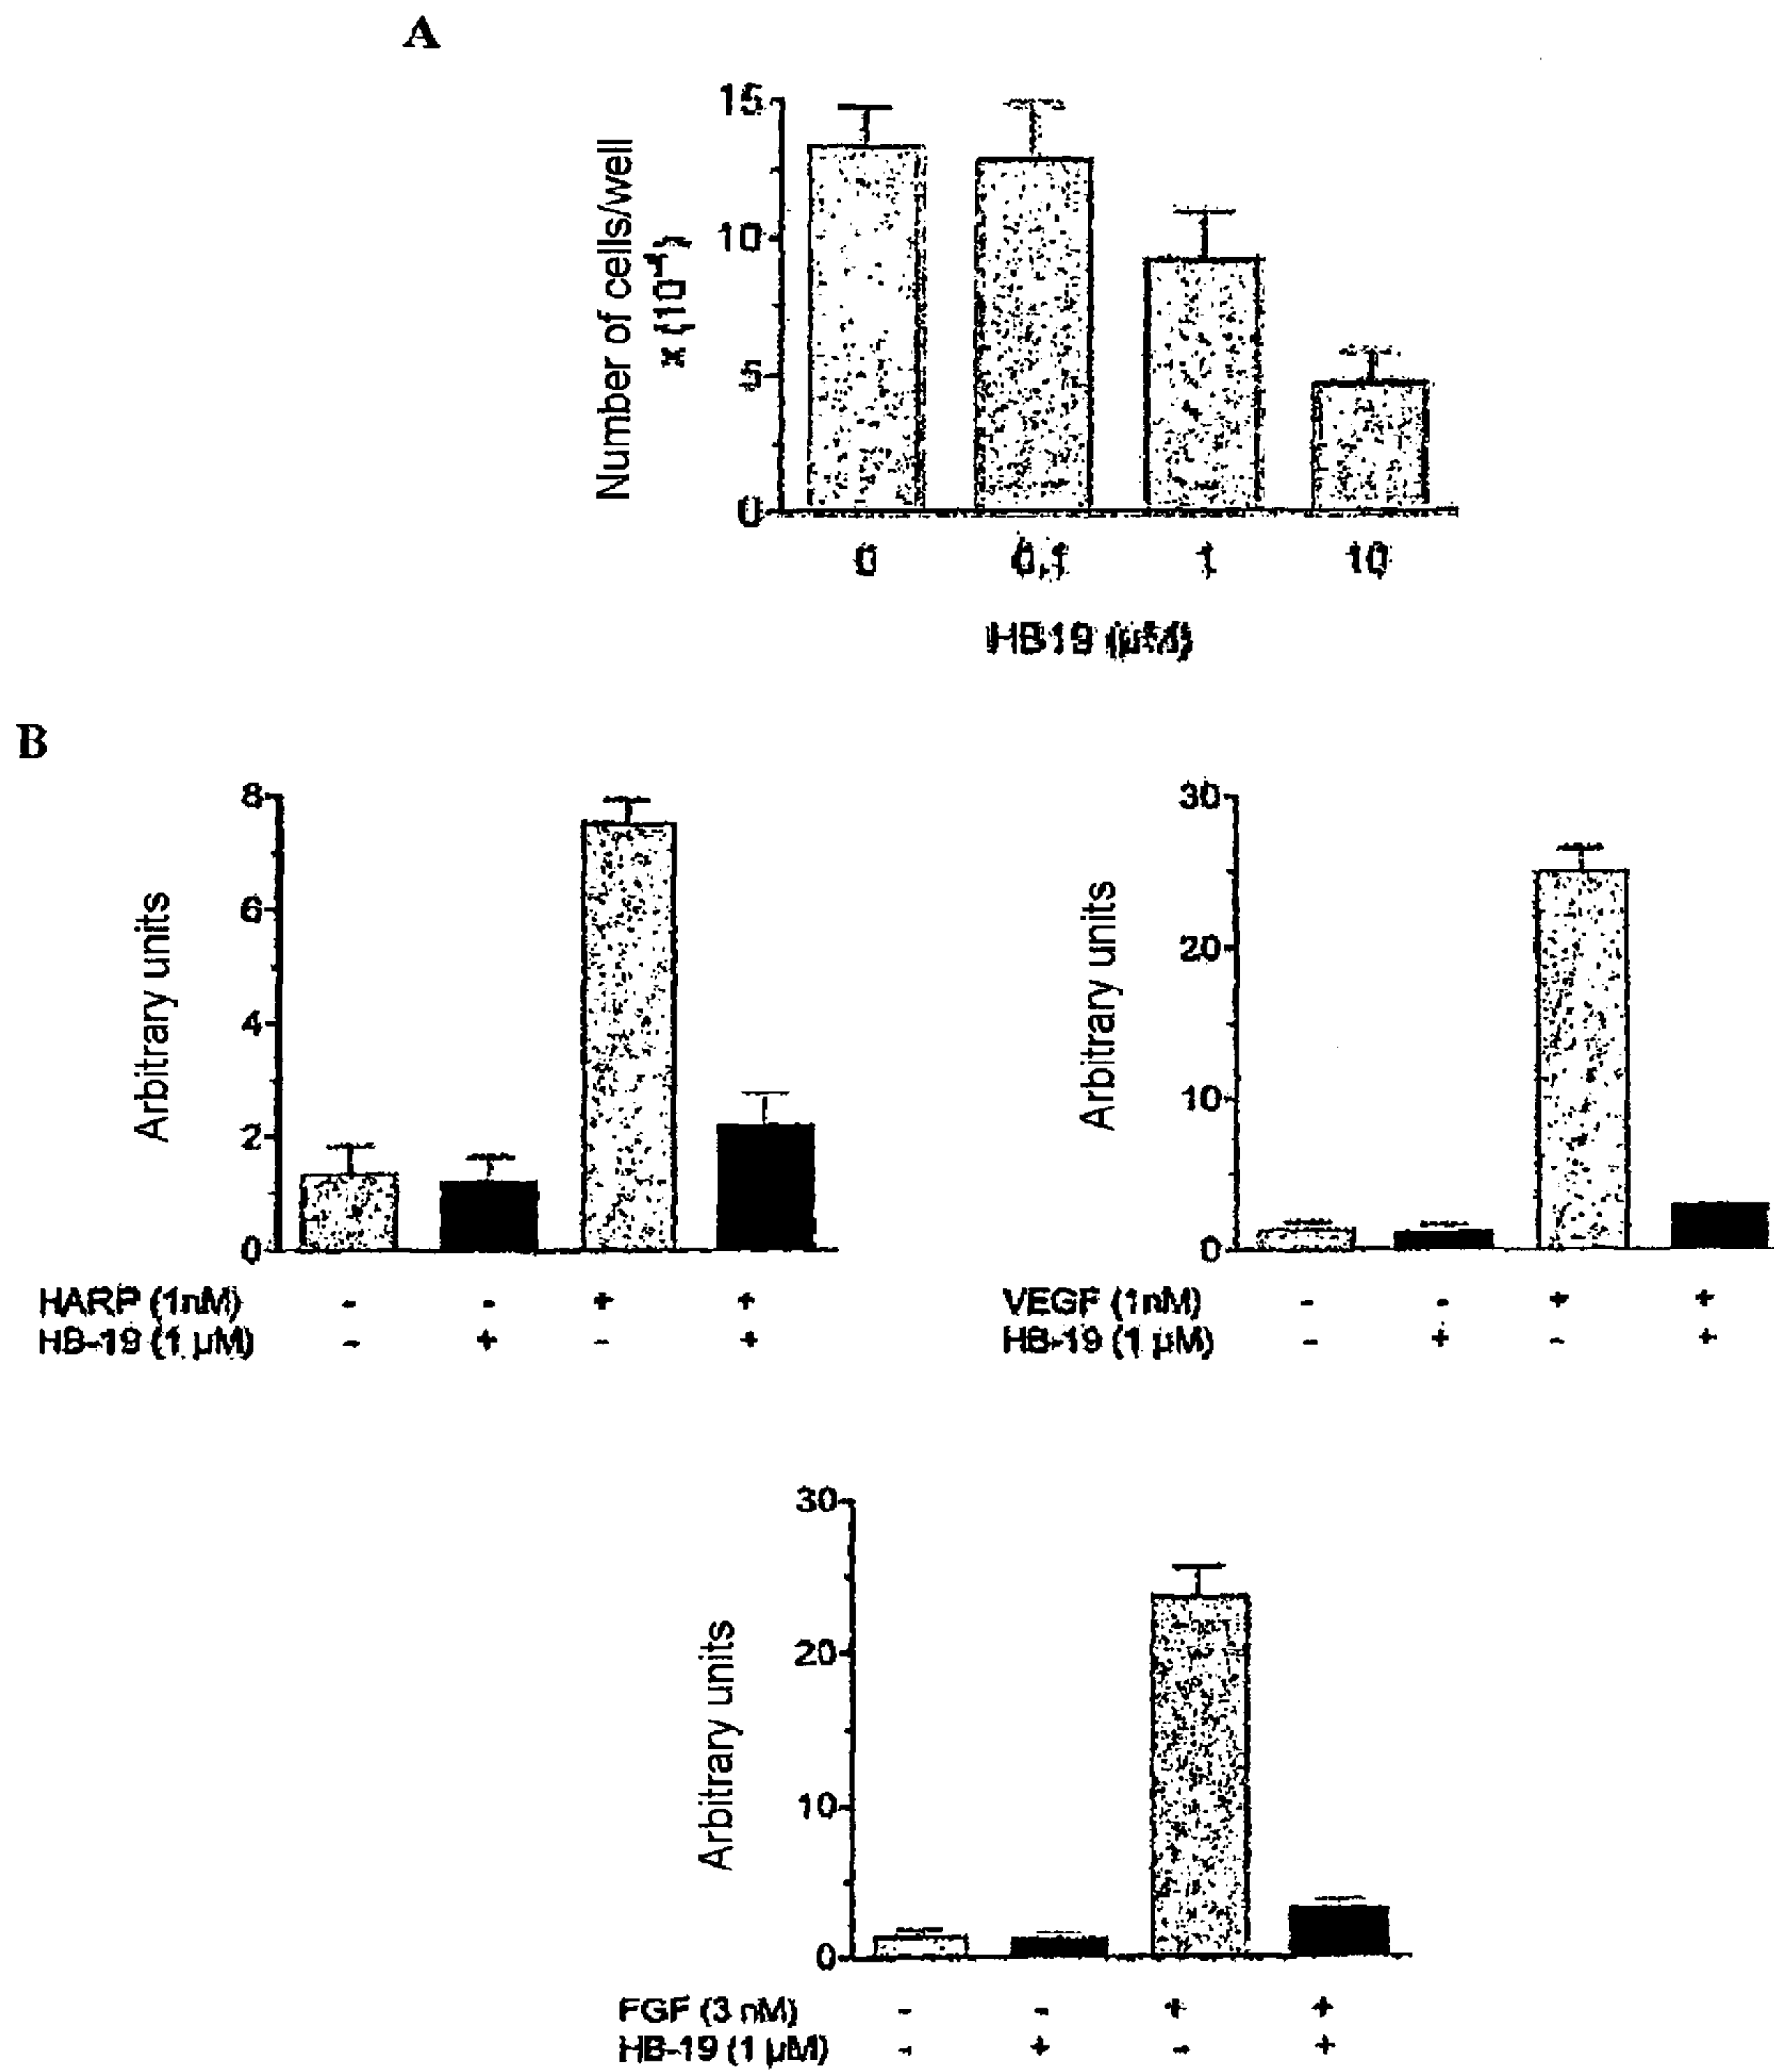 A
Number of cells/well
x (10⁻⁴)
15
10
5
0
0 0,1 1 10
HB19 (µM)
B
Arbitrary units
8
6
4
2
0
HARP (1nM) - - + +
HB-19 (1 µM) - + - +
Arbitrary units
30
20
10
0
VEGF (1nM) - - + +
HB-19 (1 µM) - + - +
Arbitrary units
30
20
10
0
FGF (3 nM) - - + +
HB-19 (1 µM) - + - +